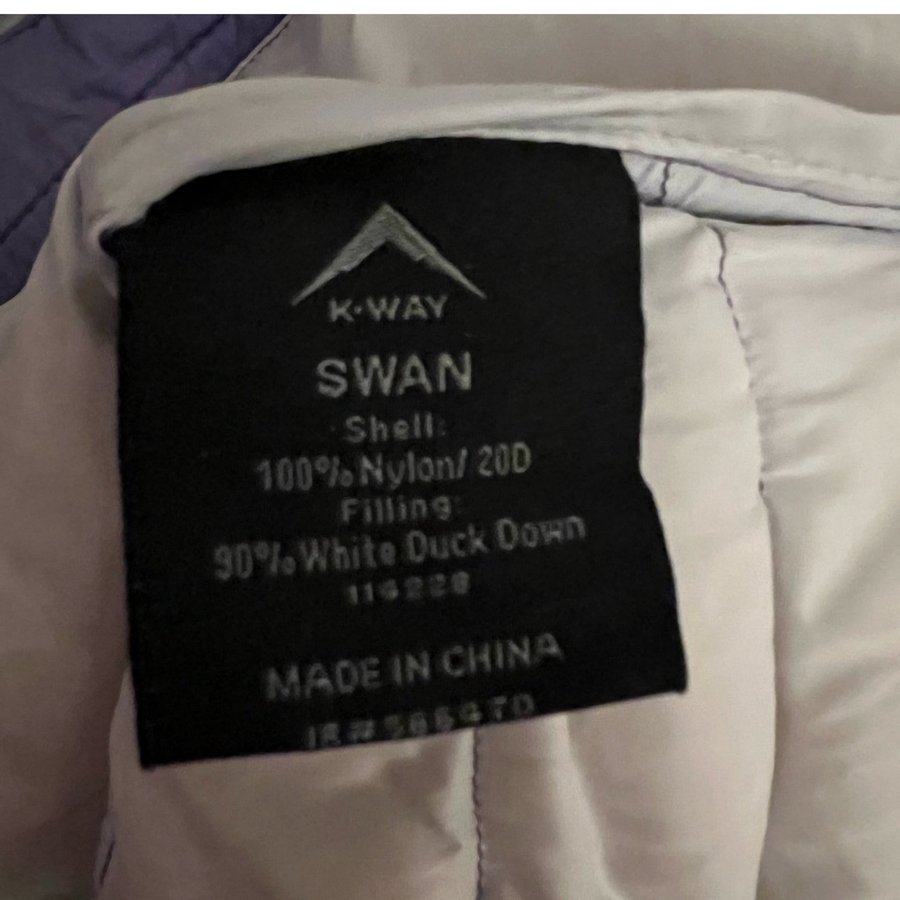 K·WAY
SWAN
Shell:
100% Nylon/ 20D
Filling:
90% White Duck Down
MADE IN CHINA